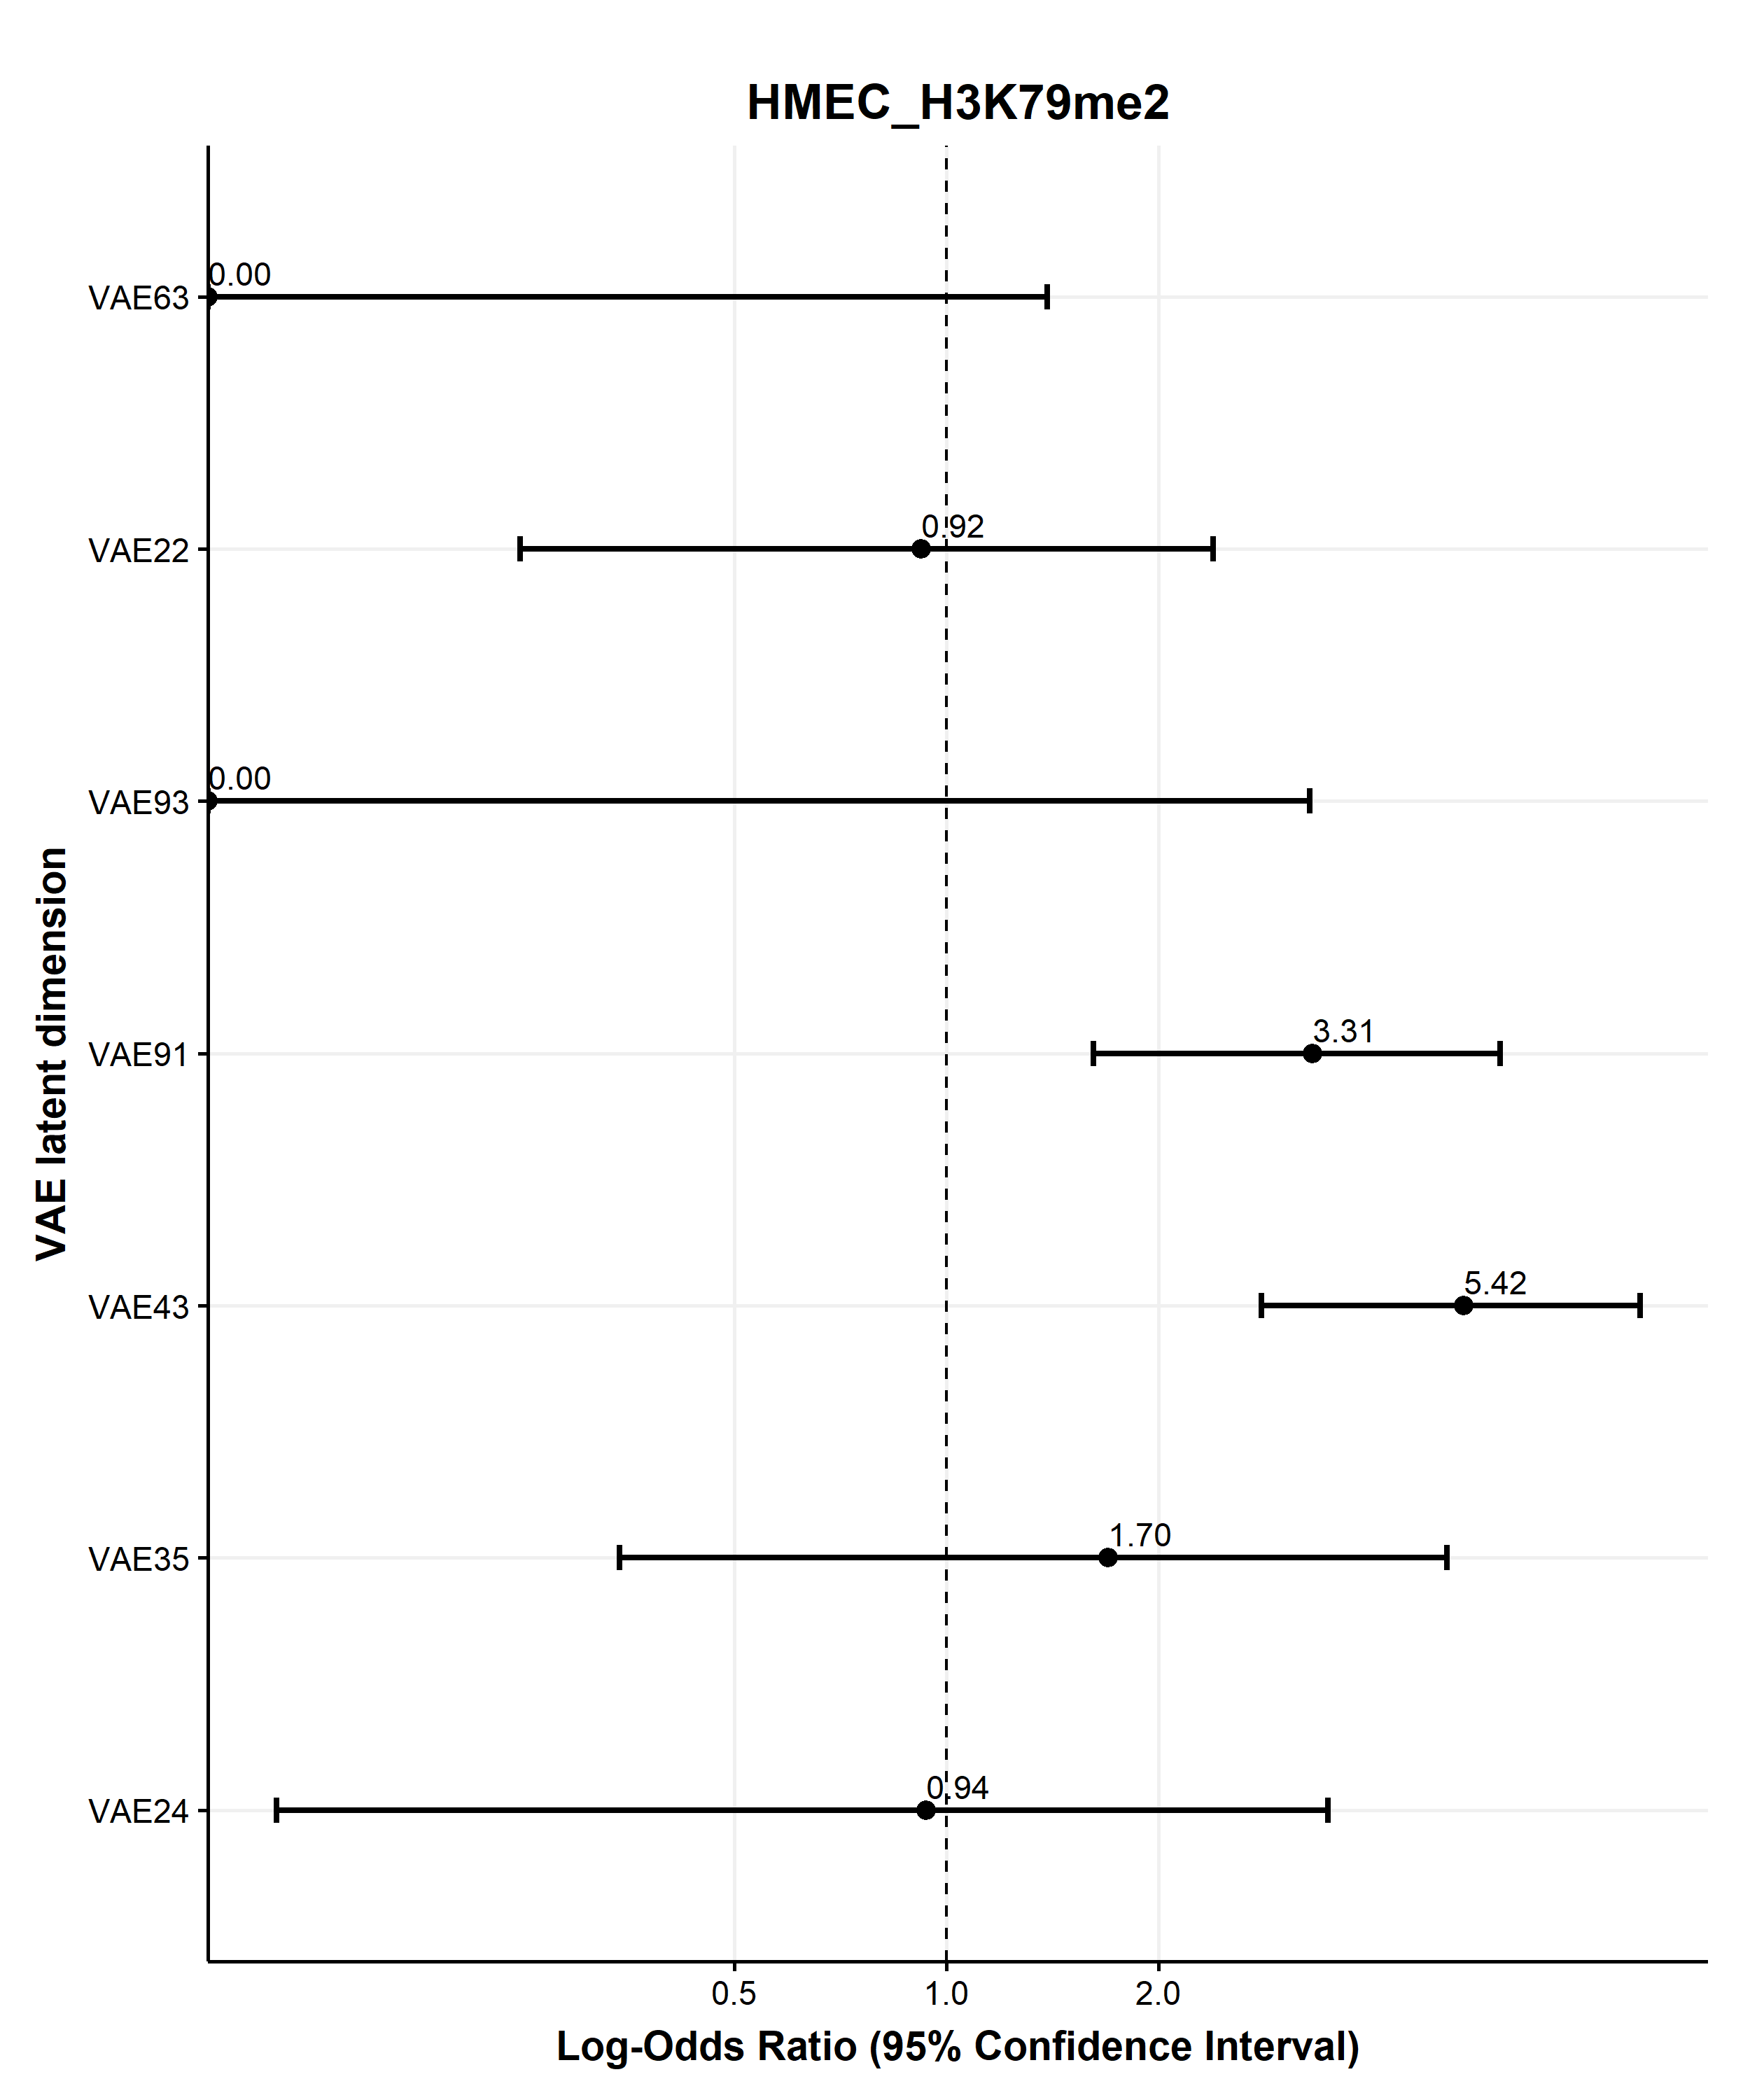 HMEC_H3K79me2
0.00
VAE63
0.92
VAE22
0.00
VAE93
VAE latent dimension
3.31
VAE91
5.42
VAE43
1.70
VAE35
0.94
VAE24
0.5 1.0 2.0
Log-Odds Ratio (95% Confidence Interval)